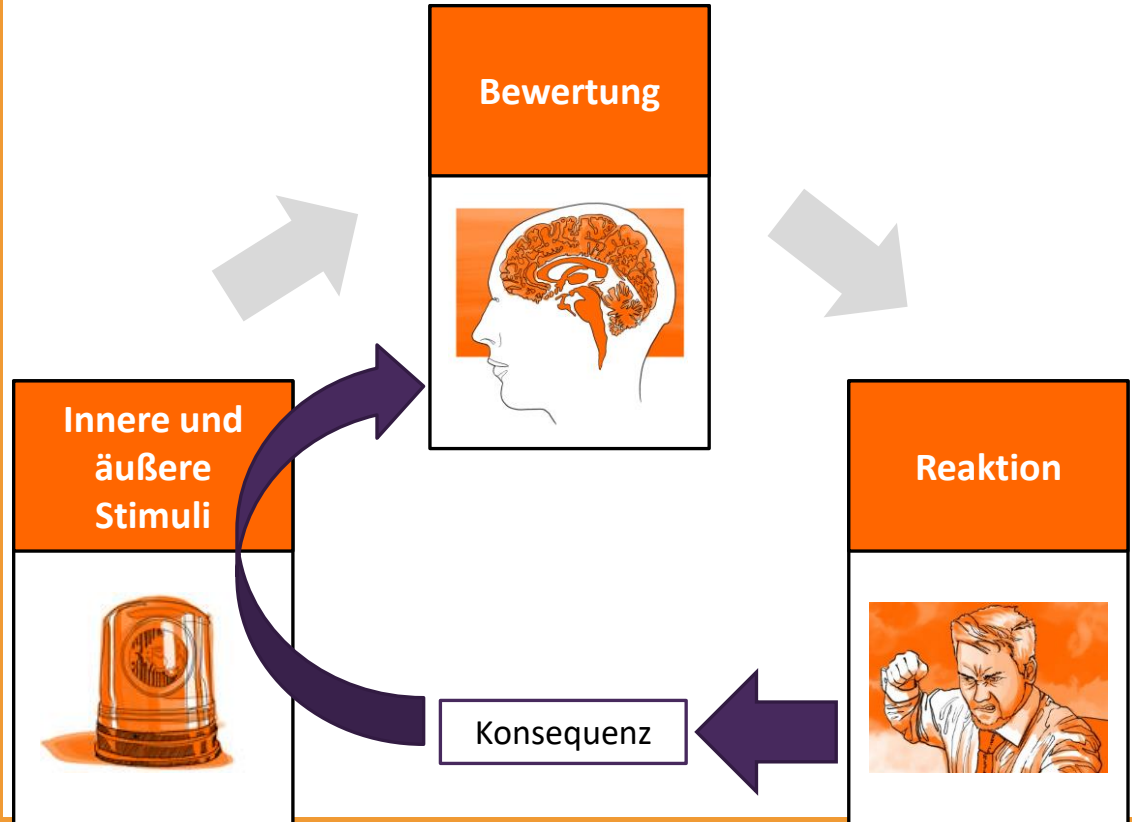 Bewertung
Innere und
äußere
Stimuli
Reaktion
Konsequenz